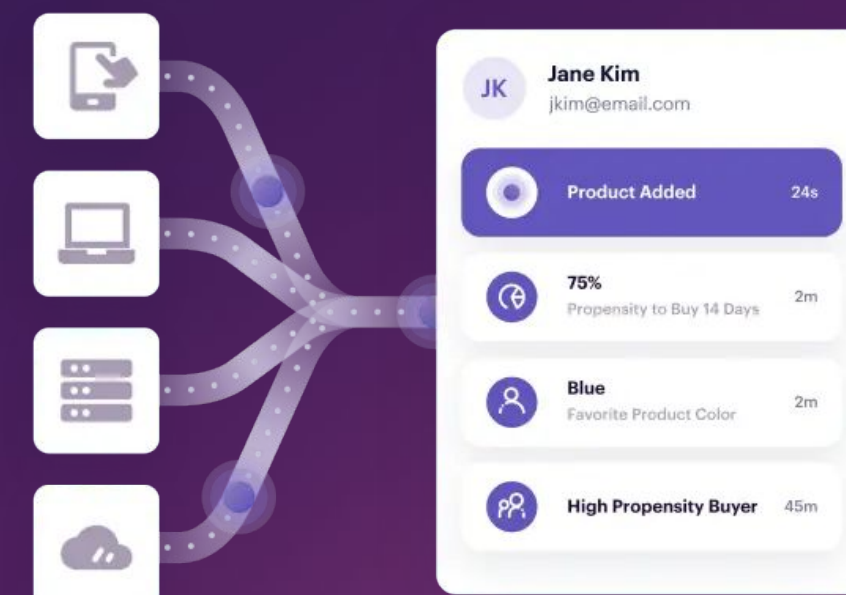 JK
Jane Kim
jkim@email.com
Product Added 24s
75%
Propensity to Buy 14 Days 2m
Blue
Favorite Product Color 2m
High Propensity Buyer 45m